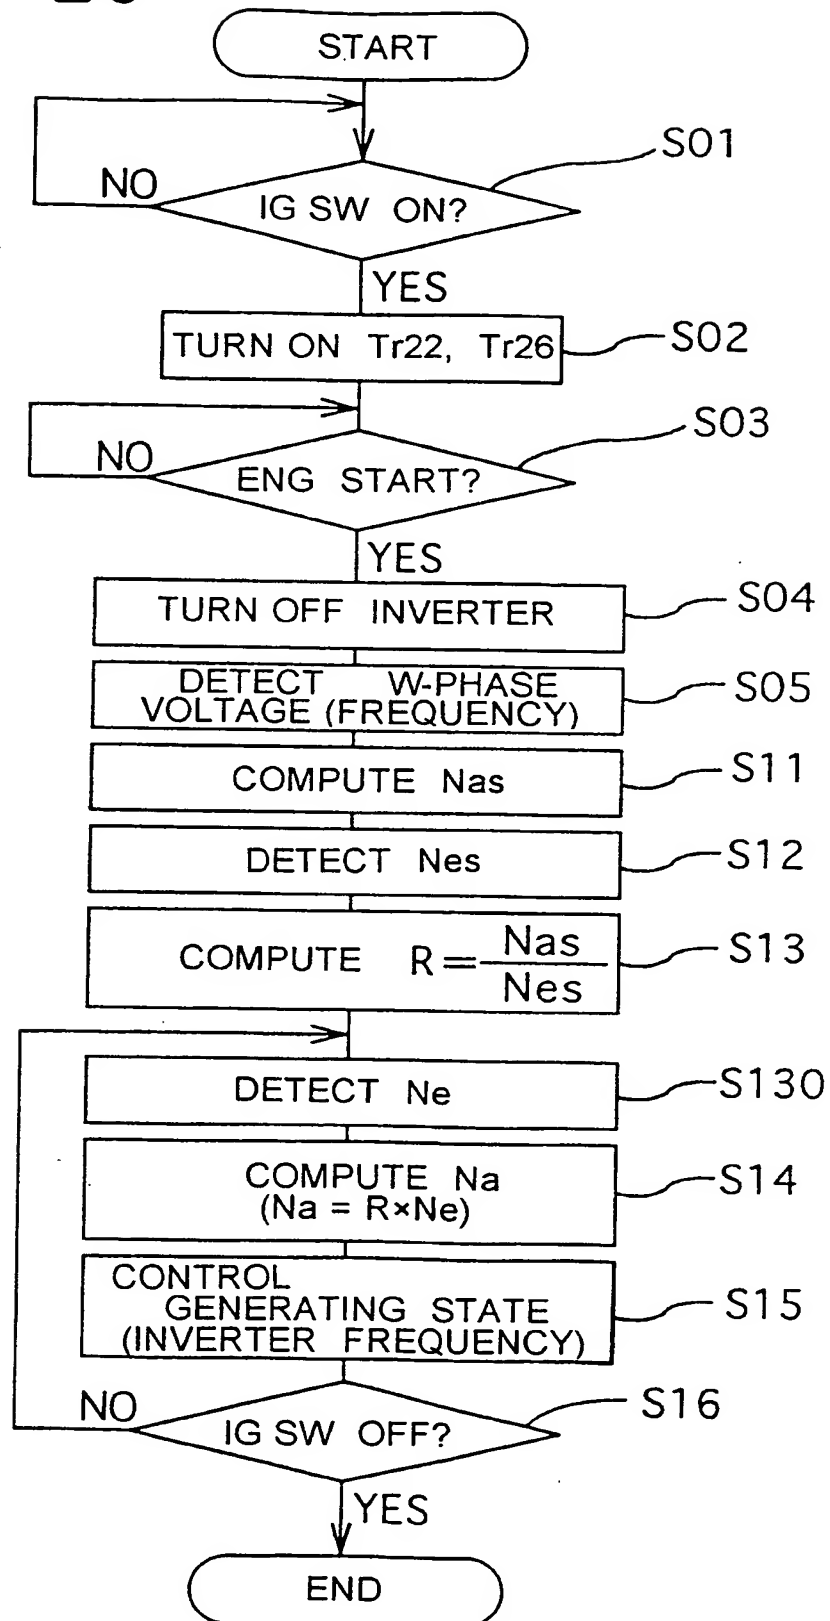 START
S01
NO
IG SW ON?
YES
TURN ON Tr22, Tr26
S02
S03
NO
ENG START?
YES
TURN OFF INVERTER
S04
DETECT W-PHASE
VOLTAGE (FREQUENCY)
S05
COMPUTE Nas
S11
DETECT Nes
S12
COMPUTE R = Nas / Nes
S13
DETECT Ne
S130
COMPUTE Na
(Na = R×Ne)
S14
CONTROL
GENERATING STATE
(INVERTER FREQUENCY)
S15
NO
IG SW OFF?
S16
YES
END